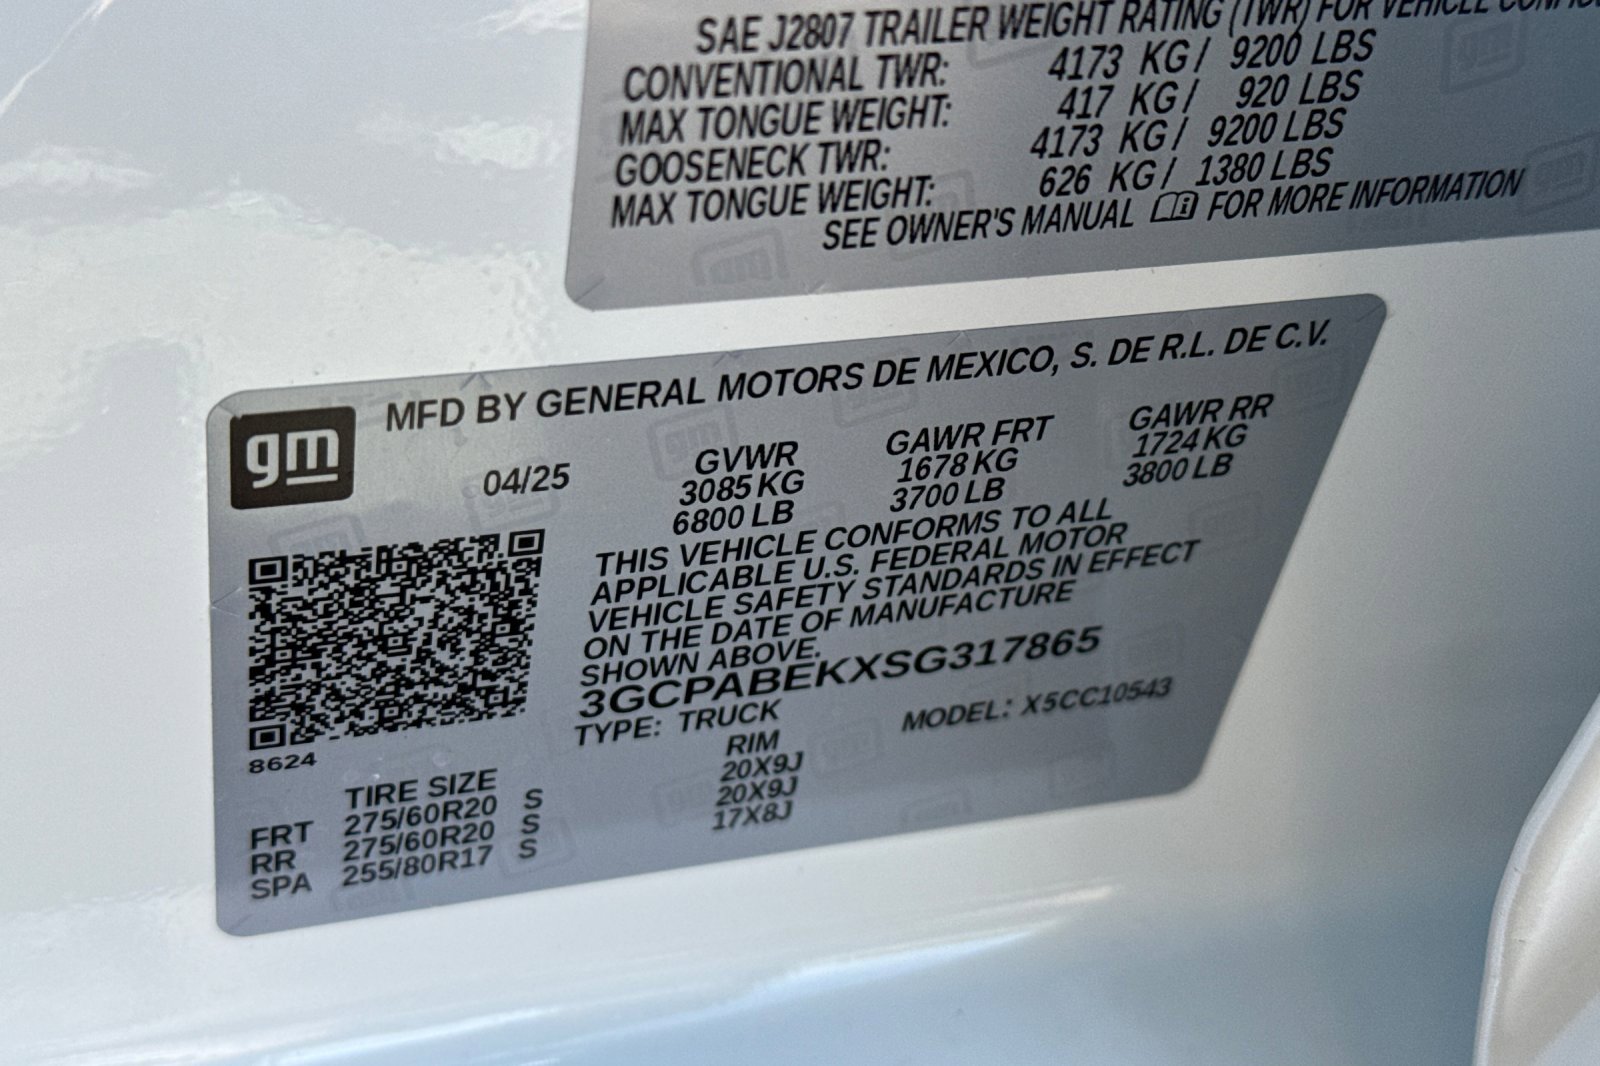 SAE J2807 TRAILER WEIGHT RATING (TWR) FOR VEHICLE
CONVENTIONAL TWR: 4173 KG / 9200 LBS
MAX TONGUE WEIGHT: 417 KG / 920 LBS
GOOSENECK TWR: 4173 KG / 9200 LBS
MAX TONGUE WEIGHT: 626 KG / 1380 LBS
SEE OWNER'S MANUAL FOR MORE INFORMATION
gm
MFD BY GENERAL MOTORS DE MEXICO, S. DE R.L. DE C.V.
04/25 GVWR GAWR FRT GAWR RR
3085 KG 1678 KG 1724 KG
6800 LB 3700 LB 3800 LB
THIS VEHICLE CONFORMS TO ALL
APPLICABLE U.S. FEDERAL MOTOR
VEHICLE SAFETY STANDARDS IN EFFECT
ON THE DATE OF MANUFACTURE
SHOWN ABOVE.
3GCPABEKXSG317865
TYPE: TRUCK MODEL: X5CC10543
8624
TIRE SIZE RIM
FRT 275/60R20 S 20X9J
RR 275/60R20 S 20X9J
SPA 255/80R17 S 17X8J